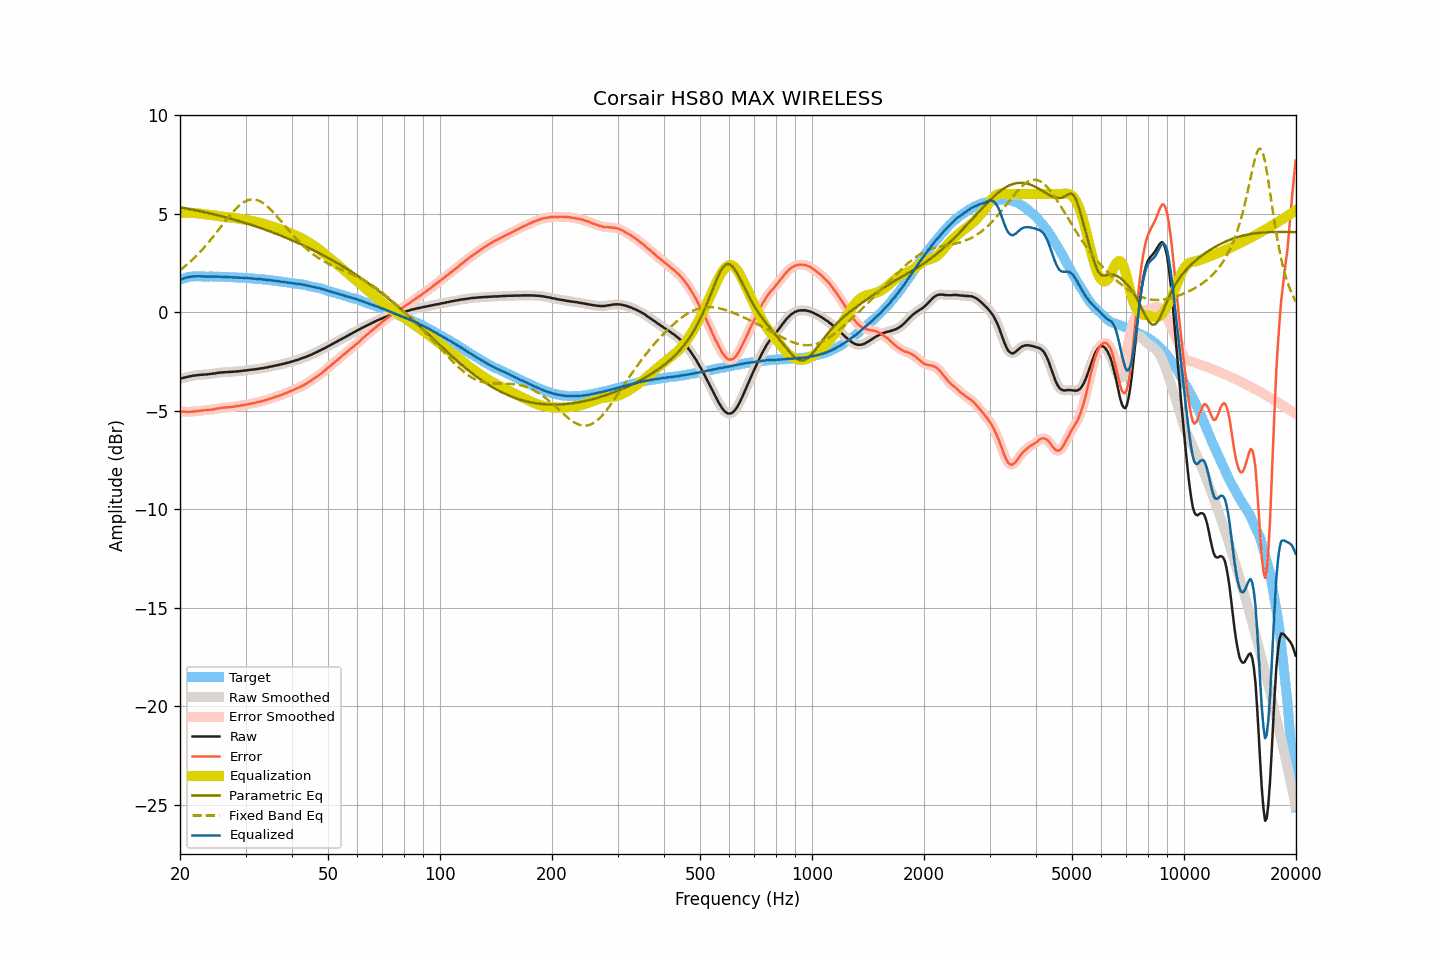 Corsair HS80 MAX WIRELESS
10
5
0
−5
−10
−15
−20
−25
Amplitude (dBr)
Target
Raw Smoothed
Error Smoothed
Raw
Error
Equalization
Parametric Eq
Fixed Band Eq
Equalized
20 50 100 200 500 1000 2000 5000 10000 20000
Frequency (Hz)